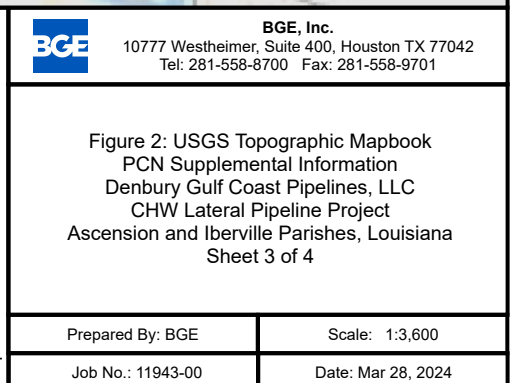 BGE
BGE, Inc.
10777 Westheimer, Suite 400, Houston TX 77042
Tel: 281-558-8700 Fax: 281-558-9701
Figure 2: USGS Topographic Mapbook
PCN Supplemental Information
Denbury Gulf Coast Pipelines, LLC
CHW Lateral Pipeline Project
Ascension and Iberville Parishes, Louisiana
Sheet 3 of 4
Prepared By: BGE
Scale: 1:3,600
Job No.: 11943-00
Date: Mar 28, 2024